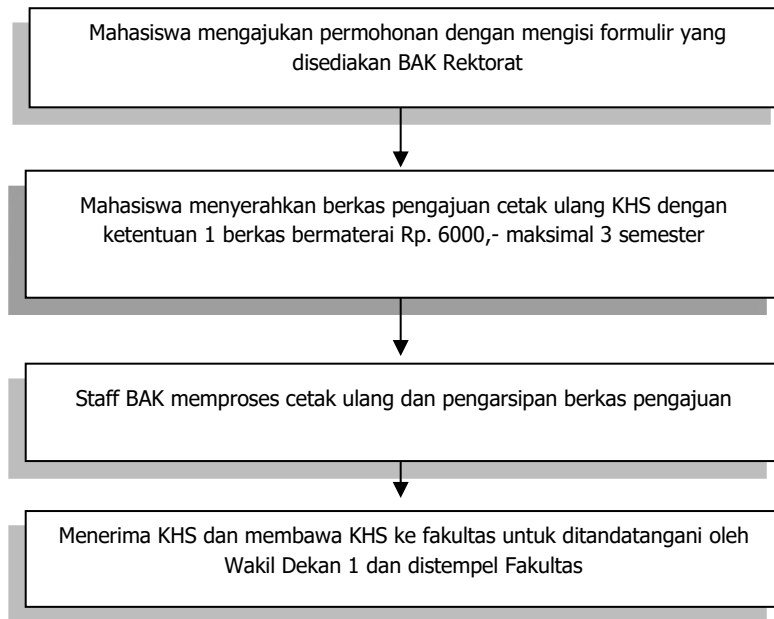 Mahasiswa mengajukan permohonan dengan mengisi formulir yang
disediakan BAK Rektorat
Mahasiswa menyerahkan berkas pengajuan cetak ulang KHS dengan
ketentuan 1 berkas bermaterai Rp. 6000,- maksimal 3 semester
Staff BAK memproses cetak ulang dan pengarsipan berkas pengajuan
Menerima KHS dan membawa KHS ke fakultas untuk ditandatangani oleh
Wakil Dekan 1 dan distempel Fakultas